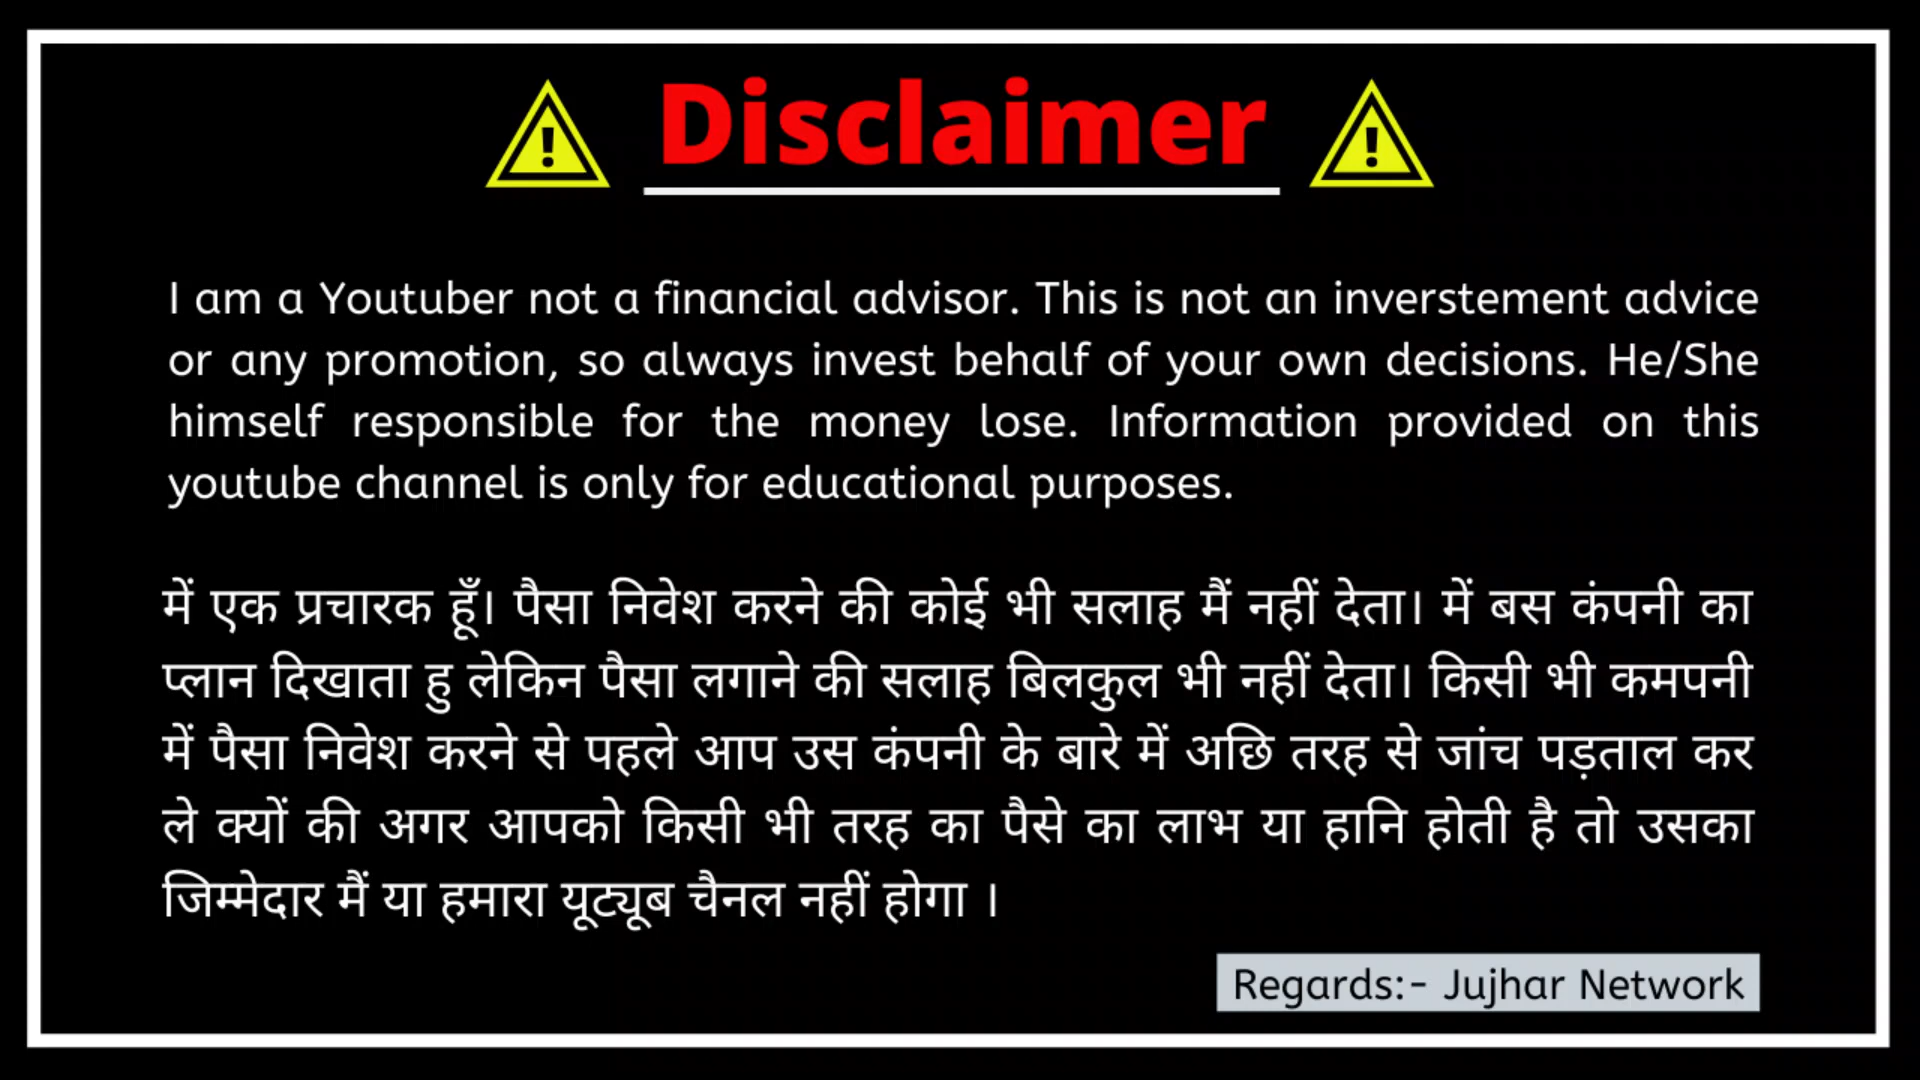 Disclaimer
I am a Youtuber not a financial advisor. This is not an inverstement advice
or any promotion, so always invest behalf of your own decisions. He/She
himself responsible for the money lose. Information provided on this
youtube channel is only for educational purposes.
में एक प्रचारक हूँ। पैसा निवेश करने की कोई भी सलाह मैं नहीं देता। में बस कंपनी का
प्लान दिखाता हु लेकिन पैसा लगाने की सलाह बिलकुल भी नहीं देता। किसी भी कमपनी
में पैसा निवेश करने से पहले आप उस कंपनी के बारे में अछि तरह से जांच पड़ताल कर
ले क्यों की अगर आपको किसी भी तरह का पैसे का लाभ या हानि होती है तो उसका
जिम्मेदार मैं या हमारा यूट्यूब चैनल नहीं होगा ।
Regards:- Jujhar Network